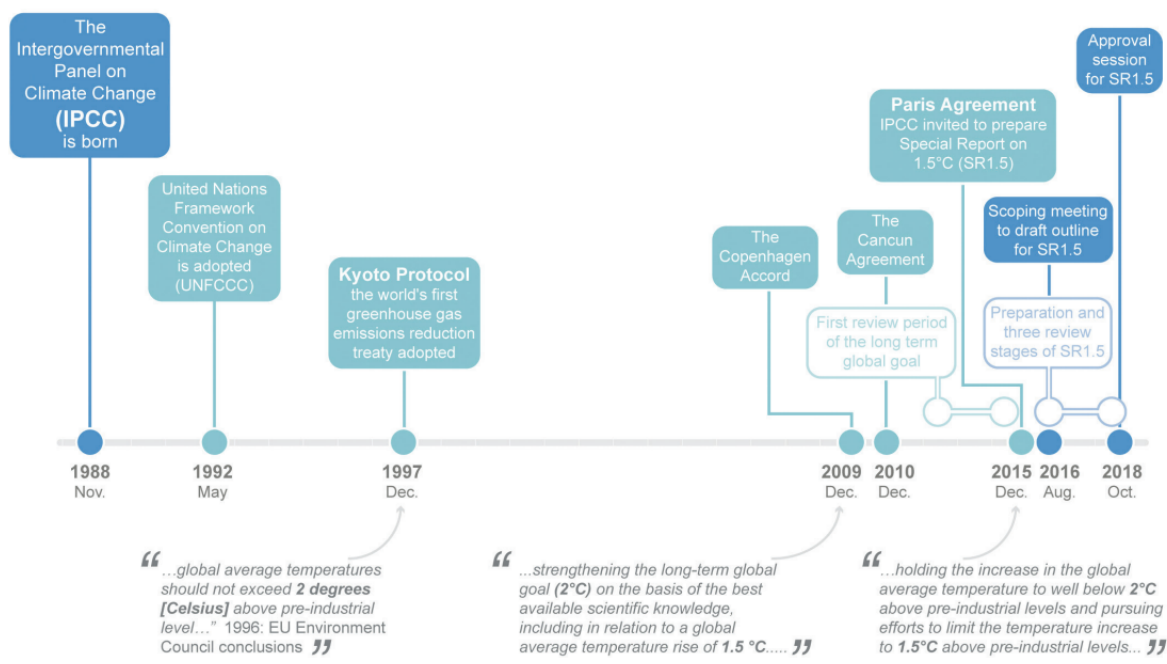 The
Intergovernmental
Panel on
Climate Change
(IPCC)
is born
United Nations
Framework
Convention on
Climate Change
is adopted
(UNFCCC)
Kyoto Protocol
the world's first
greenhouse gas
emissions reduction
treaty adopted
The
Copenhagen
Accord
The
Cancun
Agreement
First review period
of the long term
global goal
Paris Agreement
IPCC invited to prepare
Special Report on
1.5°C (SR1.5)
Scoping meeting
to draft outline
for SR1.5
Preparation and
three review
stages of SR1.5
Approval
session
for SR1.5
1988
Nov.
1992
May
1997
Dec.
2009
Dec.
2010
Dec.
2015
Dec.
2016
Aug.
2018
Oct.
“ ...global average temperatures
should not exceed 2 degrees
[Celsius] above pre-industrial
level...” 1996: EU Environment
Council conclusions ”
“ ...strengthening the long-term global
goal (2°C) on the basis of the best
available scientific knowledge,
including in relation to a global
average temperature rise of 1.5 °C..... ”
“ ...holding the increase in the global
average temperature to well below 2°C
above pre-industrial levels and pursuing
efforts to limit the temperature increase
to 1.5°C above pre-industrial levels... ”